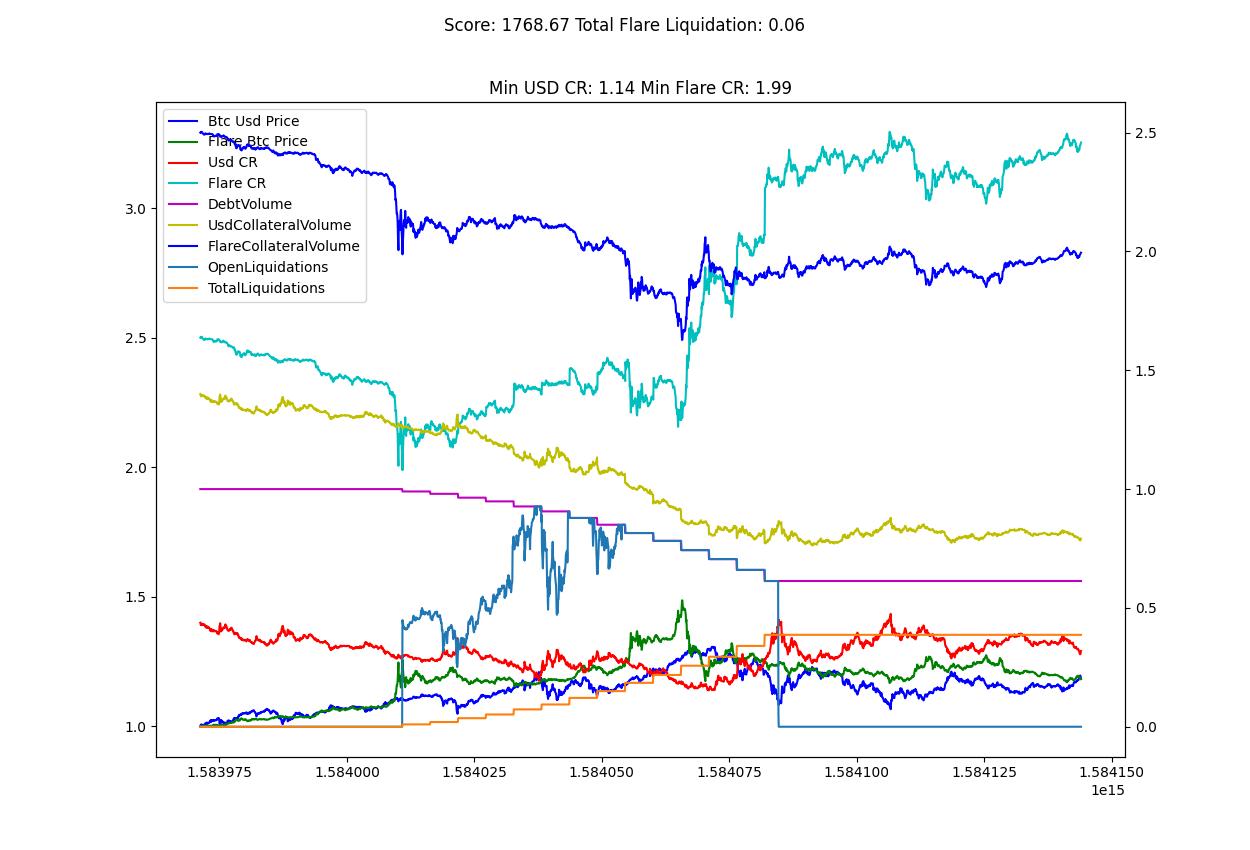 Score: 1768.67 Total Flare Liquidation: 0.06
Min USD CR: 1.14 Min Flare CR: 1.99
Btc Usd Price
Flare Btc Price
Usd CR
Flare CR
DebtVolume
UsdCollateralVolume
FlareCollateralVolume
OpenLiquidations
TotalLiquidations
3.0
2.5
2.0
1.5
1.0
2.5
2.0
1.5
1.0
0.5
0.0
1.583975 1.584000 1.584025 1.584050 1.584075 1.584100 1.584125 1.584150
1e15